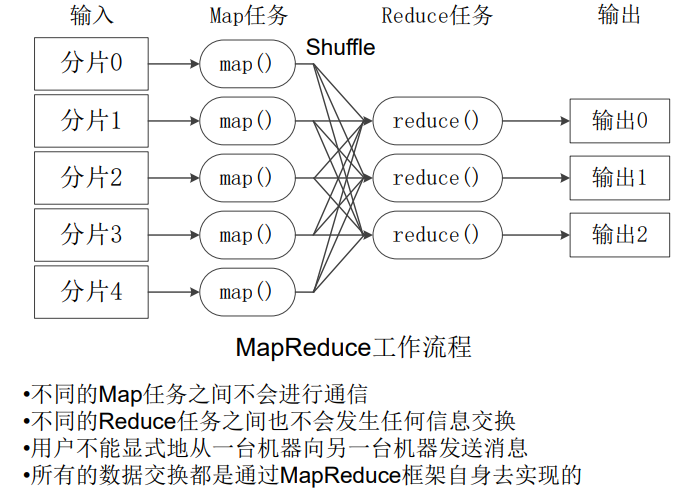 输入 Map任务 Reduce任务 输出
Shuffle
分片0 map()
分片1 map() reduce() 输出0
分片2 map() reduce() 输出1
分片3 map() reduce() 输出2
分片4 map()
MapReduce工作流程
•不同的Map任务之间不会进行通信
•不同的Reduce任务之间也不会发生任何信息交换
•用户不能显式地从一台机器向另一台机器发送消息
•所有的数据交换都是通过MapReduce框架自身去实现的